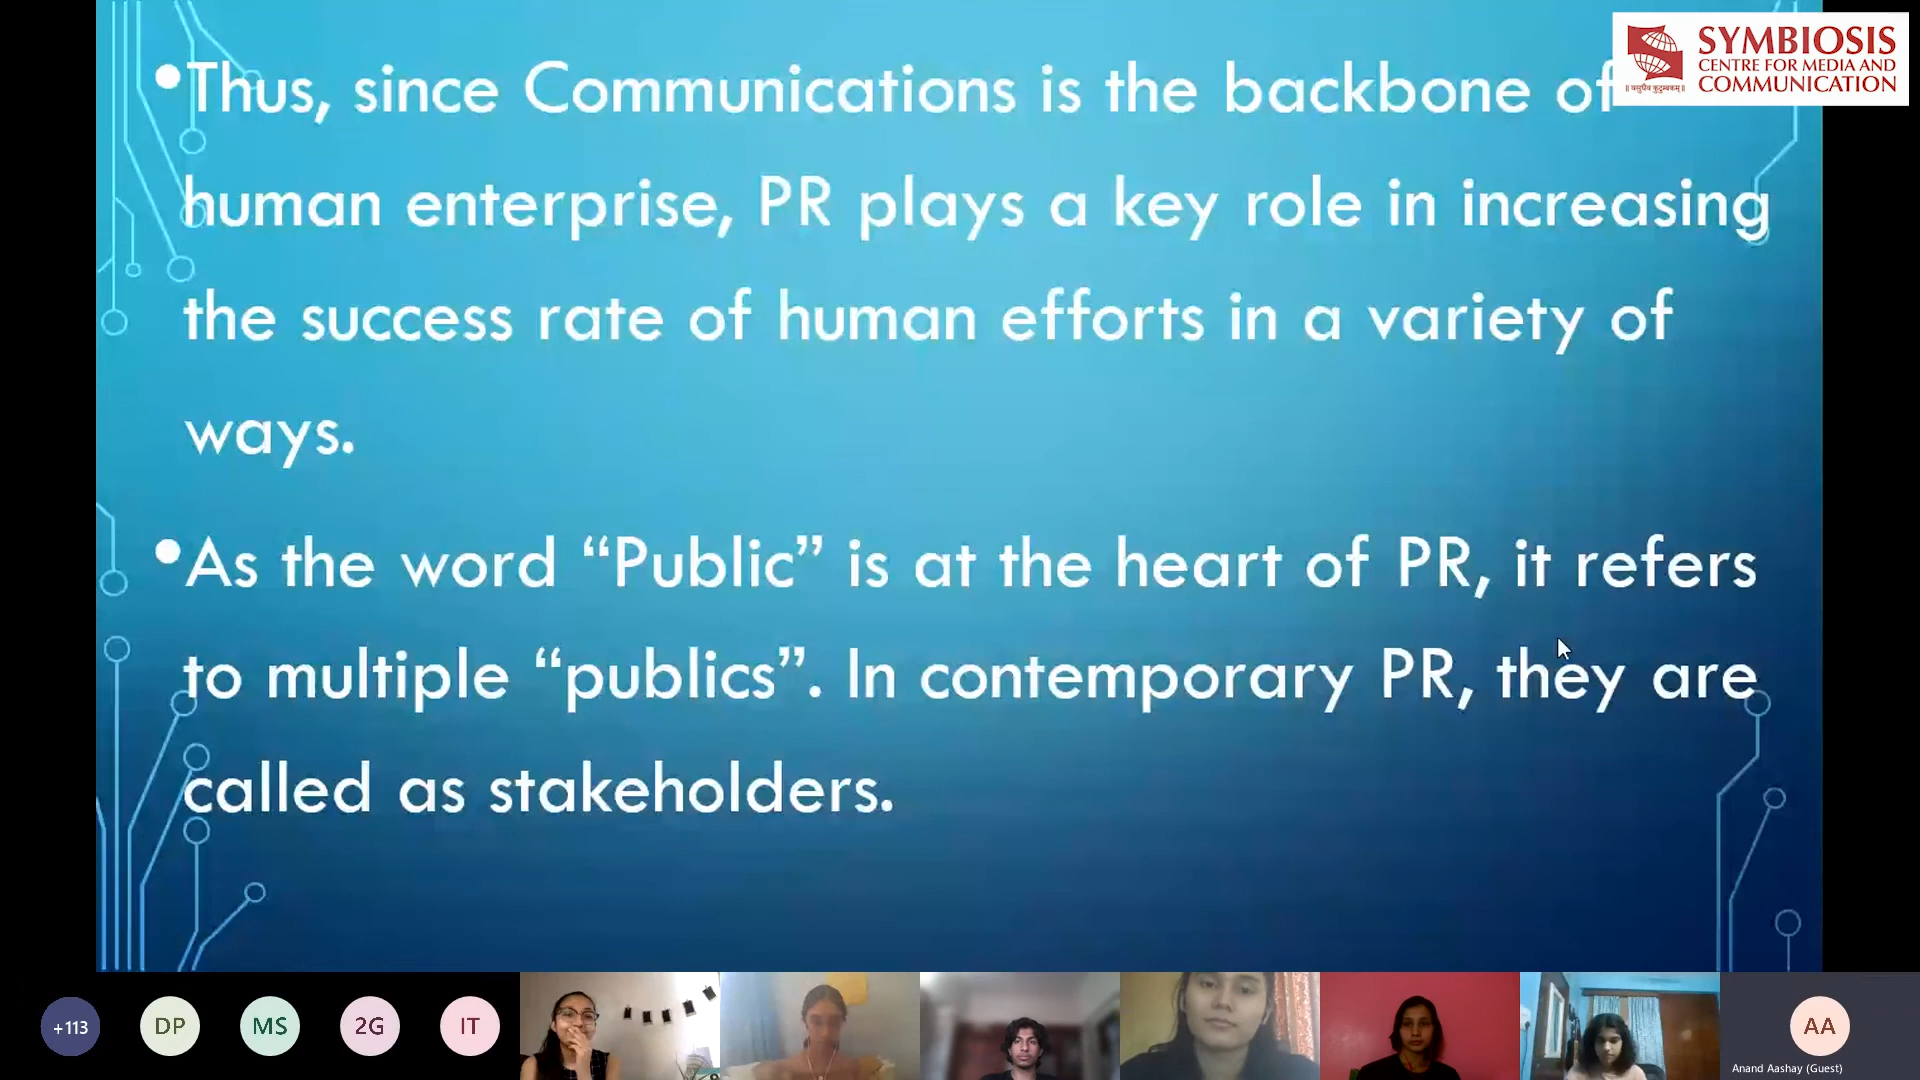 •Thus, since Communications is the backbone of
human enterprise, PR plays a key role in increasing
the success rate of human efforts in a variety of
ways.
•As the word “Public” is at the heart of PR, it refers
to multiple “publics”. In contemporary PR, they are
called as stakeholders.
SYMBIOSIS
CENTRE FOR MEDIA AND
COMMUNICATION
॥ वसुधैव कुटुम्बकम् ॥
+113
DP
MS
2G
IT
AA
Anand Aashay (Guest)